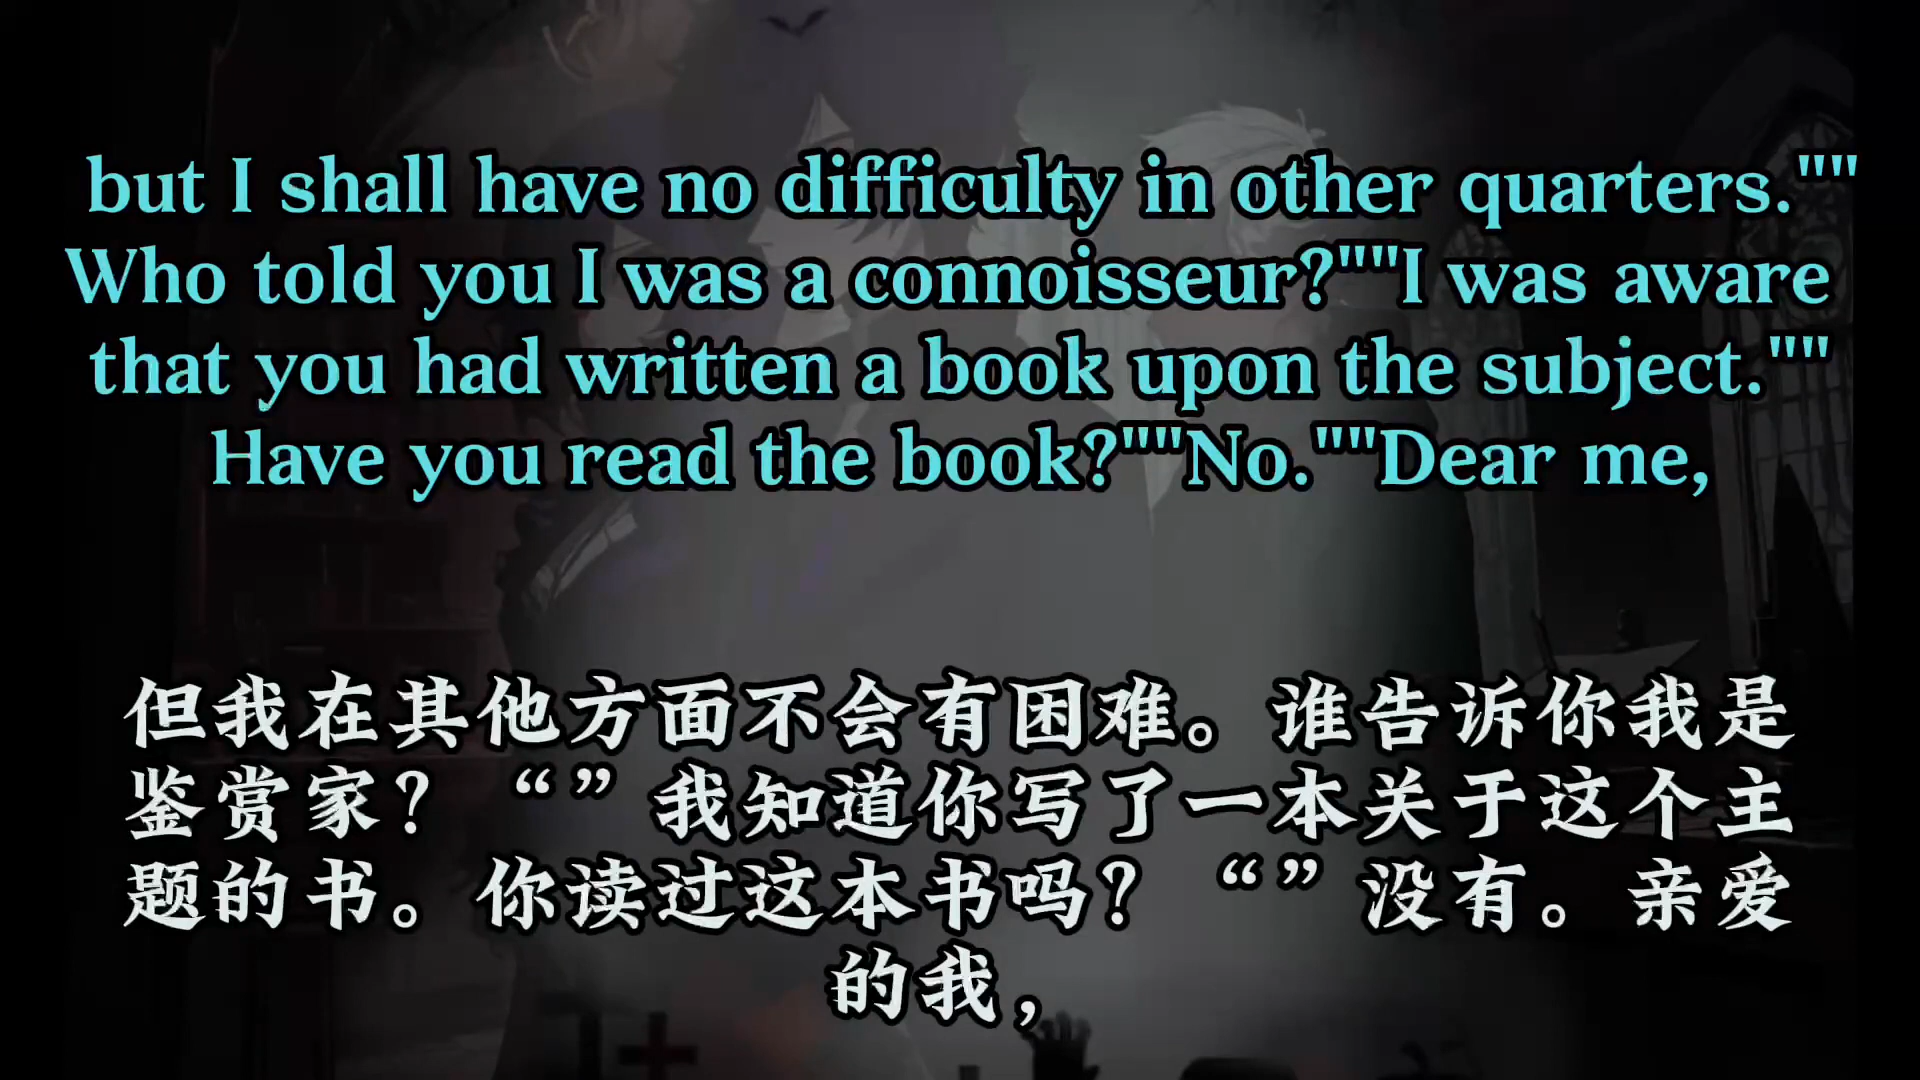 but I shall have no difficulty in other quarters.""
Who told you I was a connoisseur?""I was aware
that you had written a book upon the subject.""
Have you read the book?""No.""Dear me,
但我在其他方面不会有困难。谁告诉你我是
鉴赏家？“”我知道你写了一本关于这个主
题的书。你读过这本书吗？“”没有。亲爱
的我，